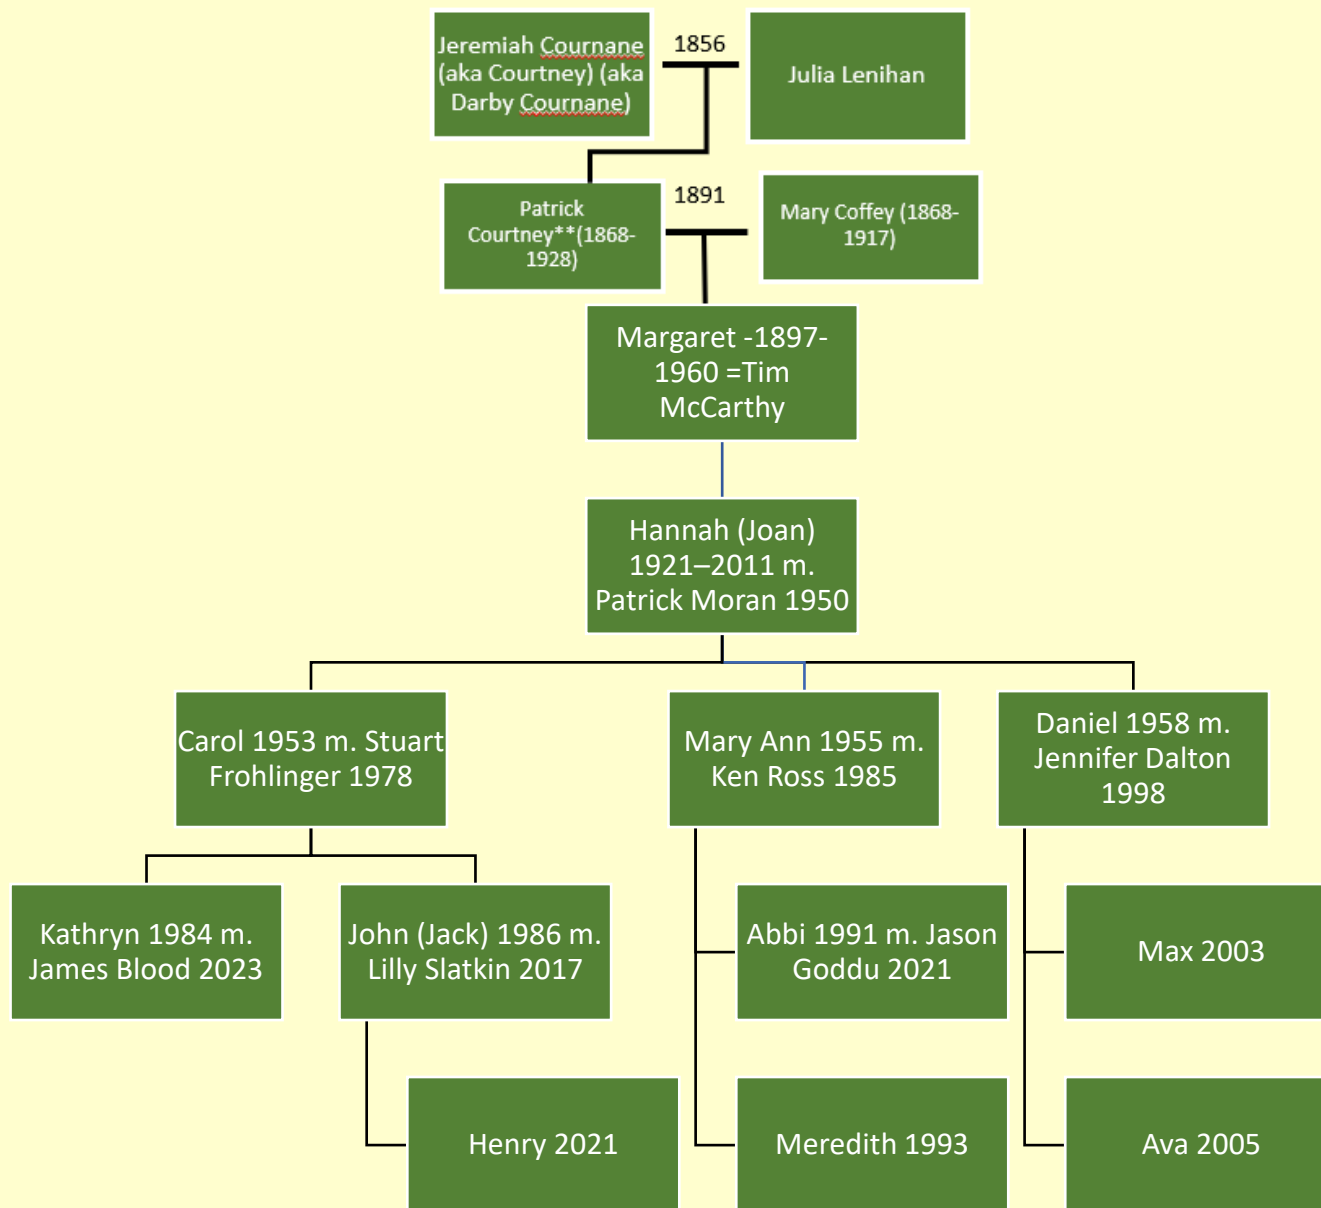 Jeremiah Cournane
(aka Courtney) (aka
Darby Cournane)
1856
Julia Lenihan
Patrick
Courtney**(1868-
1928)
1891
Mary Coffey (1868-
1917)
Margaret -1897-
1960 =Tim
McCarthy
Hannah (Joan)
1921–2011 m.
Patrick Moran 1950
Carol 1953 m. Stuart
Frohlinger 1978
Mary Ann 1955 m.
Ken Ross 1985
Daniel 1958 m.
Jennifer Dalton
1998
Kathryn 1984 m.
James Blood 2023
John (Jack) 1986 m.
Lilly Slatkin 2017
Abbi 1991 m. Jason
Goddu 2021
Max 2003
Henry 2021
Meredith 1993
Ava 2005